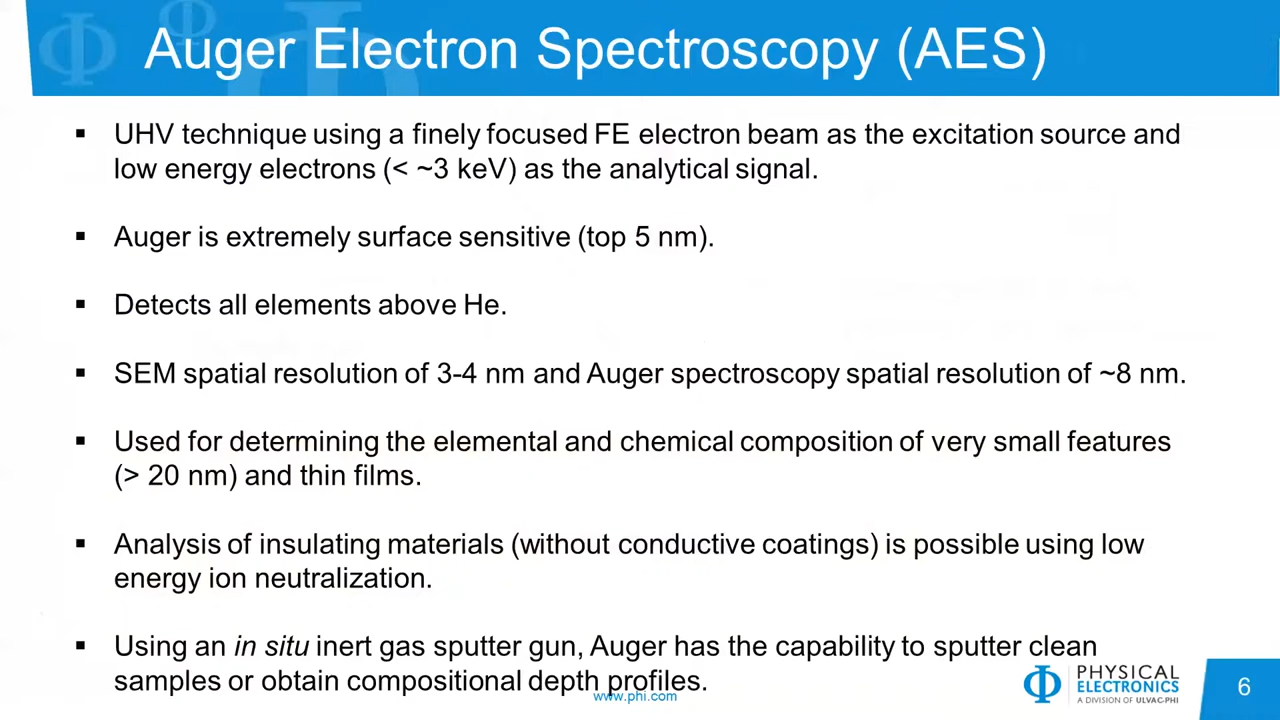 Auger Electron Spectroscopy (AES)
▪ UHV technique using a finely focused FE electron beam as the excitation source and
low energy electrons (< ~3 keV) as the analytical signal.
▪ Auger is extremely surface sensitive (top 5 nm).
▪ Detects all elements above He.
▪ SEM spatial resolution of 3-4 nm and Auger spectroscopy spatial resolution of ~8 nm.
▪ Used for determining the elemental and chemical composition of very small features
(> 20 nm) and thin films.
▪ Analysis of insulating materials (without conductive coatings) is possible using low
energy ion neutralization.
▪ Using an in situ inert gas sputter gun, Auger has the capability to sputter clean
samples or obtain compositional depth profiles.
www.phi.com
PHYSICAL
ELECTRONICS
A DIVISION OF ULVAC-PHI
6